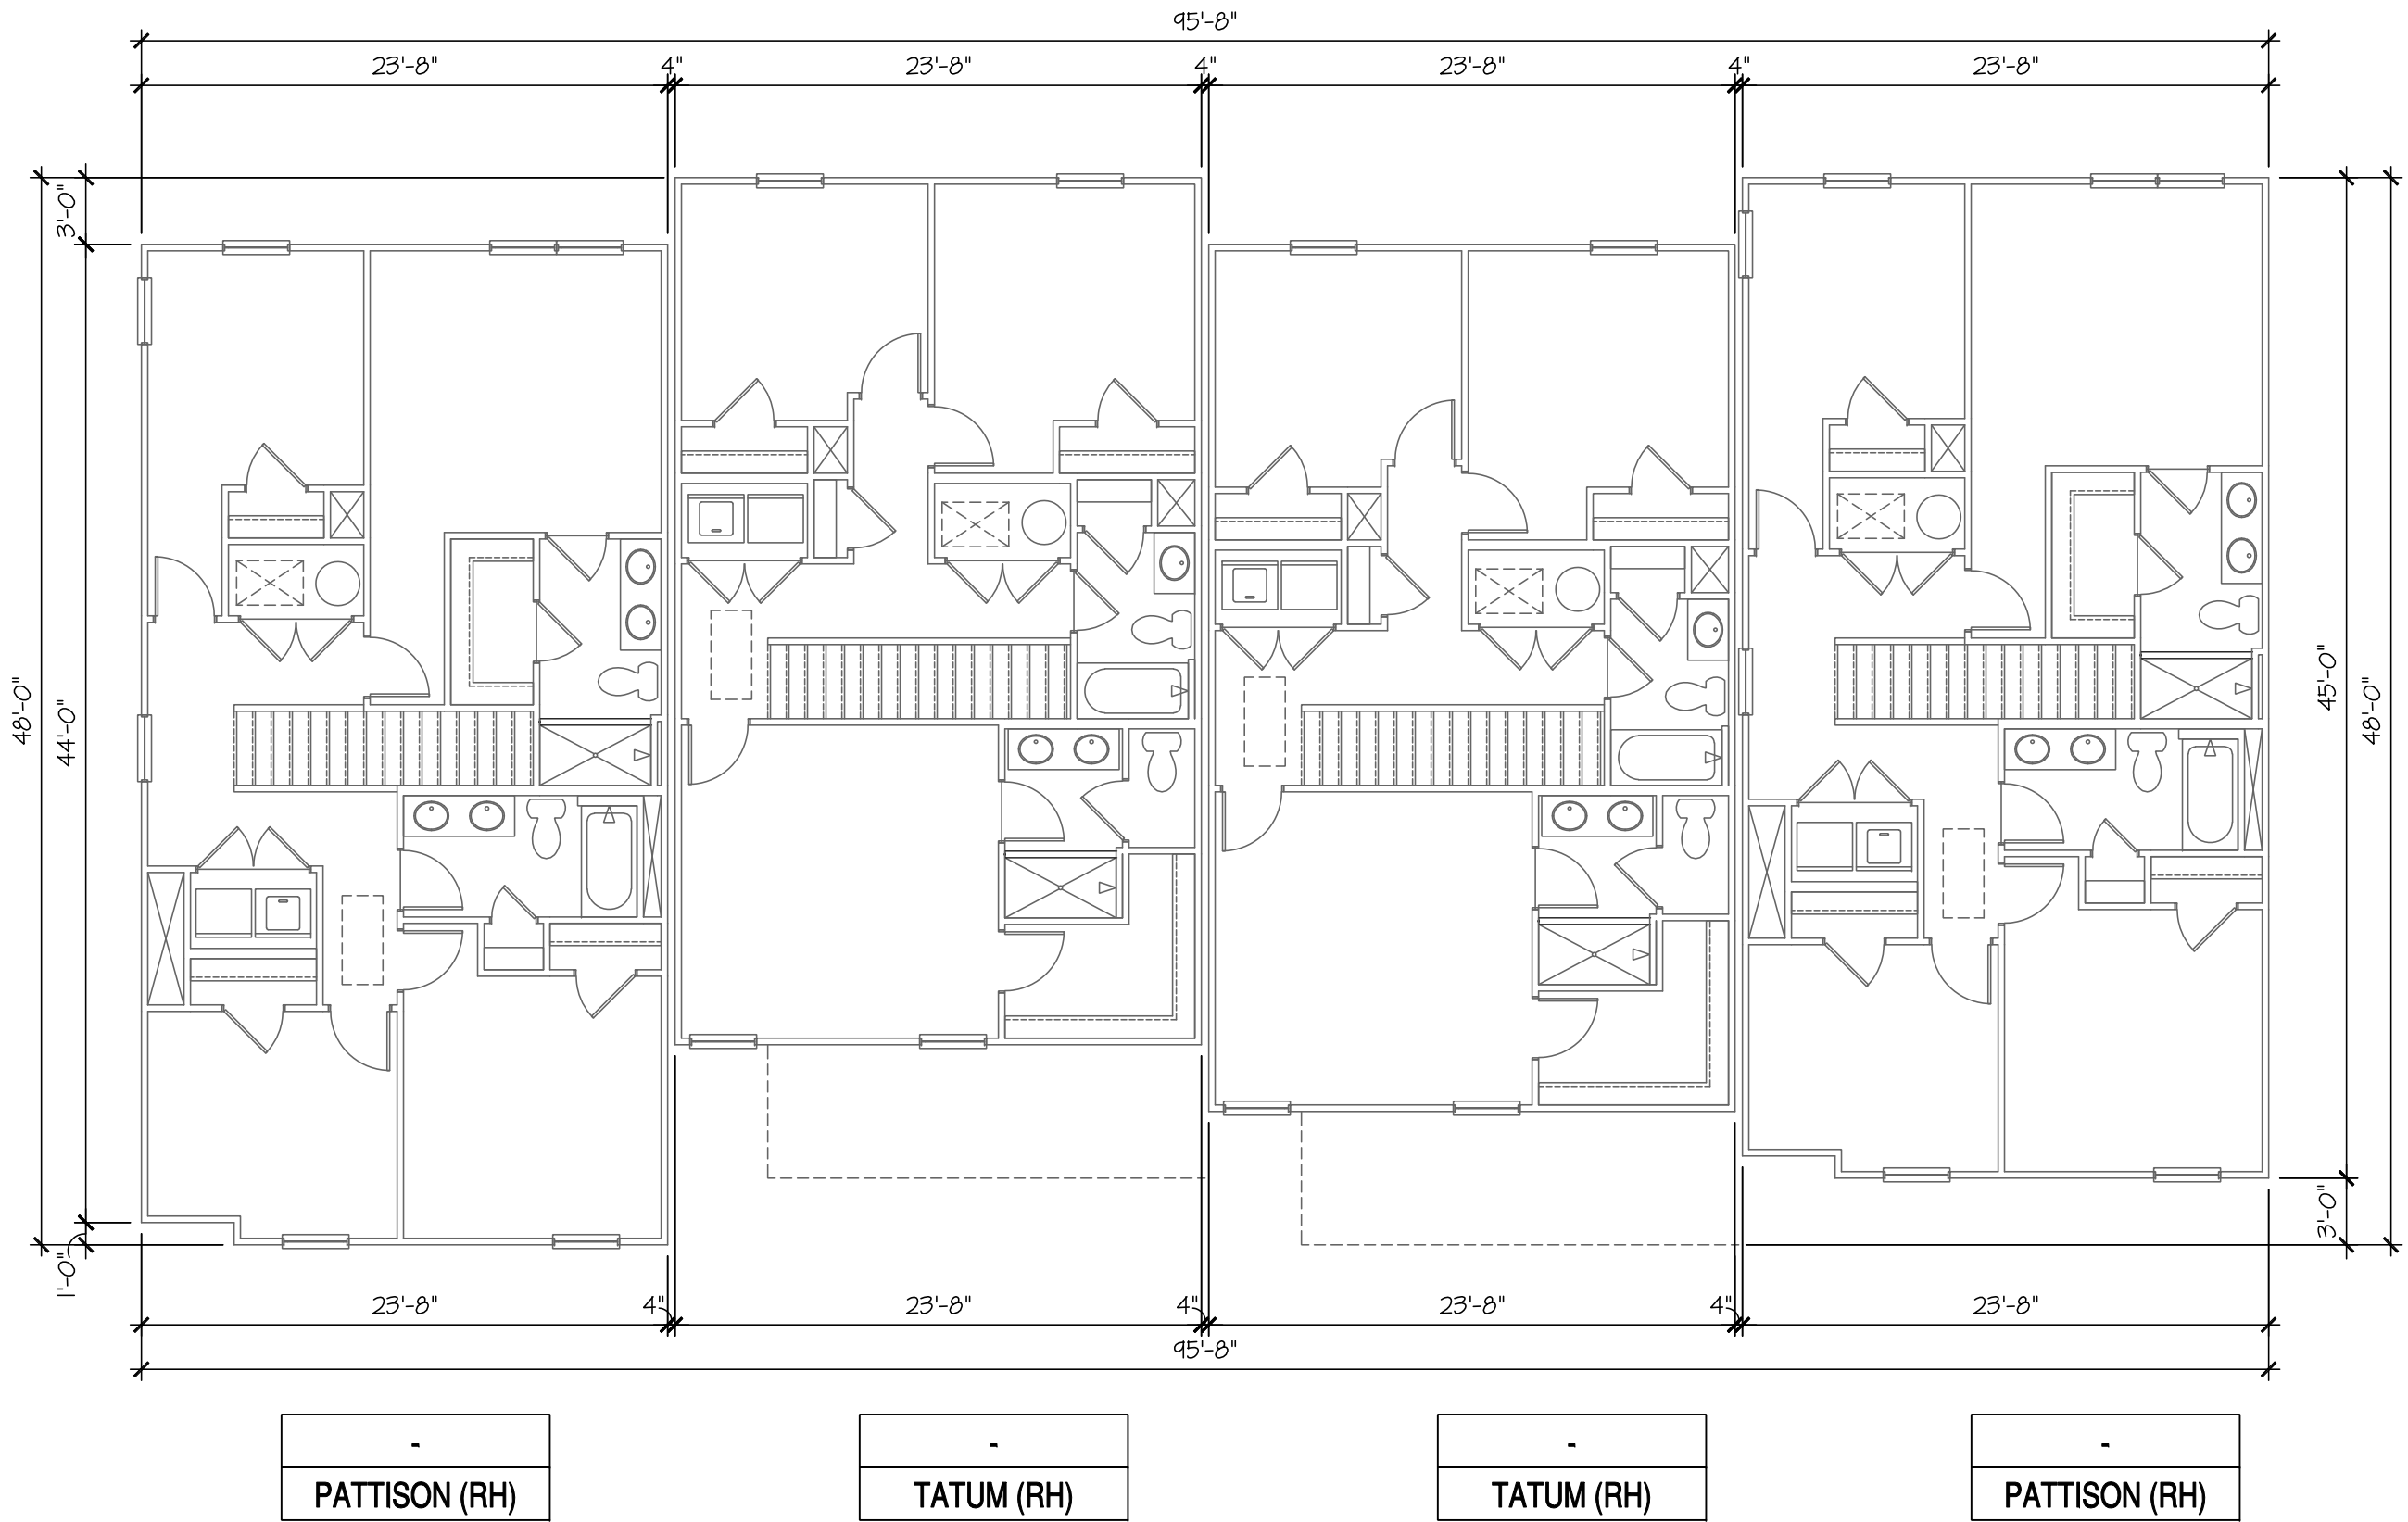 95'-8"
23'-8" 4" 23'-8" 4" 23'-8" 4" 23'-8"
3'-0"
48'-0"
44'-0"
1'-0"
45'-0"
48'-0"
3'-0"
23'-8" 4" 23'-8" 4" 23'-8" 4" 23'-8"
95'-8"
- - - -
PATTISON (RH) TATUM (RH) TATUM (RH) PATTISON (RH)